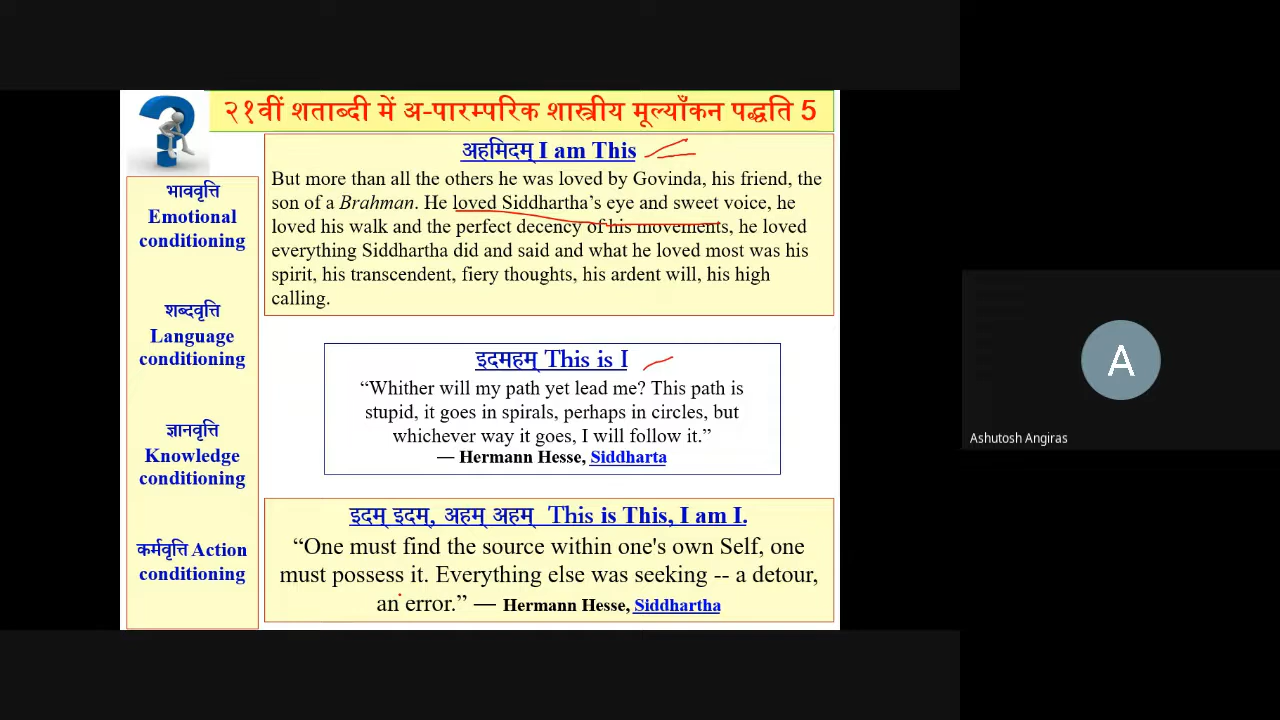 २१वीं शताब्दी में अ-पारम्परिक शास्त्रीय मूल्याँकन पद्धति 5
भाववृत्ति
Emotional
conditioning
शब्दवृत्ति
Language
conditioning
ज्ञानवृत्ति
Knowledge
conditioning
कर्मवृत्ति Action
conditioning
अहमिदम् I am This
But more than all the others he was loved by Govinda, his friend, the
son of a Brahman. He loved Siddhartha’s eye and sweet voice, he
loved his walk and the perfect decency of his movements, he loved
everything Siddhartha did and said and what he loved most was his
spirit, his transcendent, fiery thoughts, his ardent will, his high
calling.
इदमहम् This is I
“Whither will my path yet lead me? This path is
stupid, it goes in spirals, perhaps in circles, but
whichever way it goes, I will follow it.”
— Hermann Hesse, Siddharta
इदम् इदम्, अहम् अहम् This is This, I am I.
“One must find the source within one's own Self, one
must possess it. Everything else was seeking -- a detour,
an error.” — Hermann Hesse, Siddhartha
A
Ashutosh Angiras